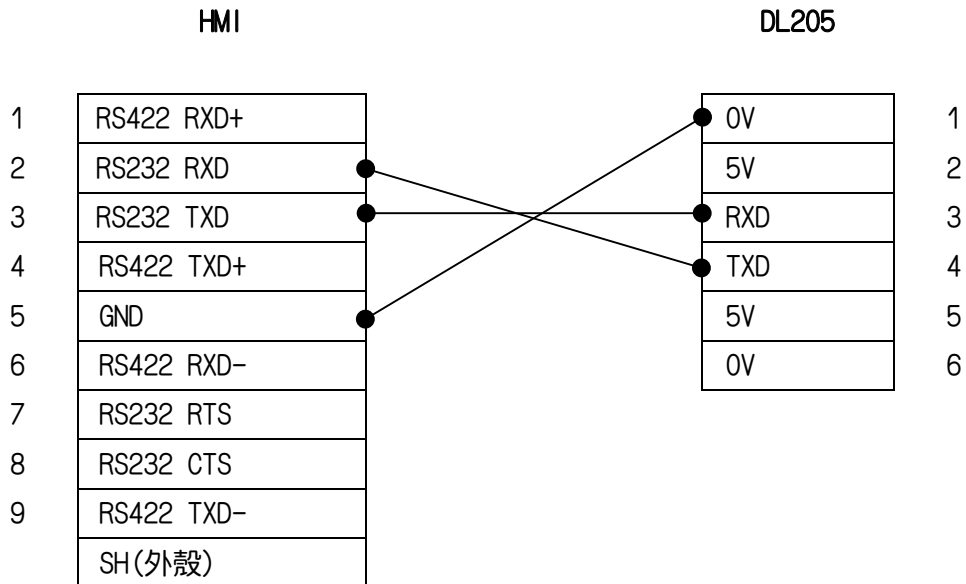 HMI DL205
1 RS422 RXD+ 0V 1
2 RS232 RXD 5V 2
3 RS232 TXD RXD 3
4 RS422 TXD+ TXD 4
5 GND 5V 5
6 RS422 RXD- 0V 6
7 RS232 RTS
8 RS232 CTS
9 RS422 TXD-
SH(外殼)